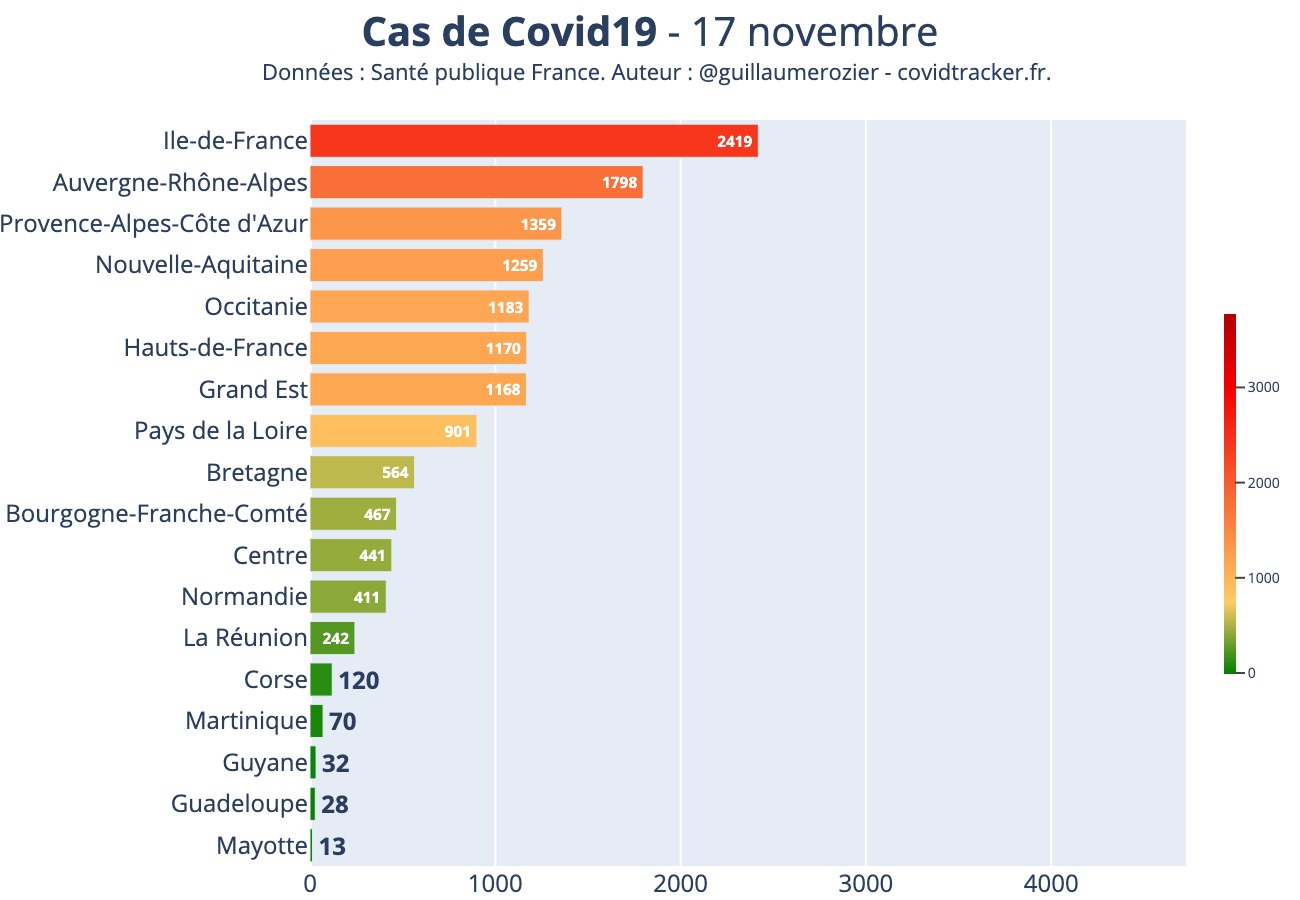 Cas de Covid19 - 17 novembre
Données : Santé publique France. Auteur : @guillaumerozier - covidtracker.fr.
Ile-de-France 2419
Auvergne-Rhône-Alpes 1798
Provence-Alpes-Côte d'Azur 1359
Nouvelle-Aquitaine 1259
Occitanie 1183
Hauts-de-France 1170
Grand Est 1168
Pays de la Loire 901
Bretagne 564
Bourgogne-Franche-Comté 467
Centre 441
Normandie 411
La Réunion 242
Corse 120
Martinique 70
Guyane 32
Guadeloupe 28
Mayotte 13
0 1000 2000 3000 4000
3000
2000
1000
0